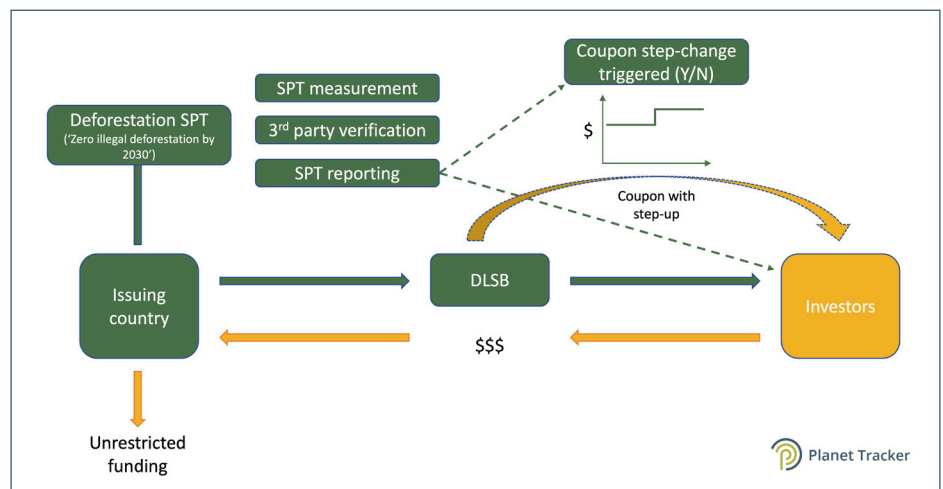 Coupon step-change
triggered (Y/N)
SPT measurement
Deforestation SPT
('Zero illegal deforestation by
2030')
3rd party verification
$
SPT reporting
Coupon with
step-up
Issuing
country
DLSB
Investors
$$$
Unrestricted
funding
Planet Tracker